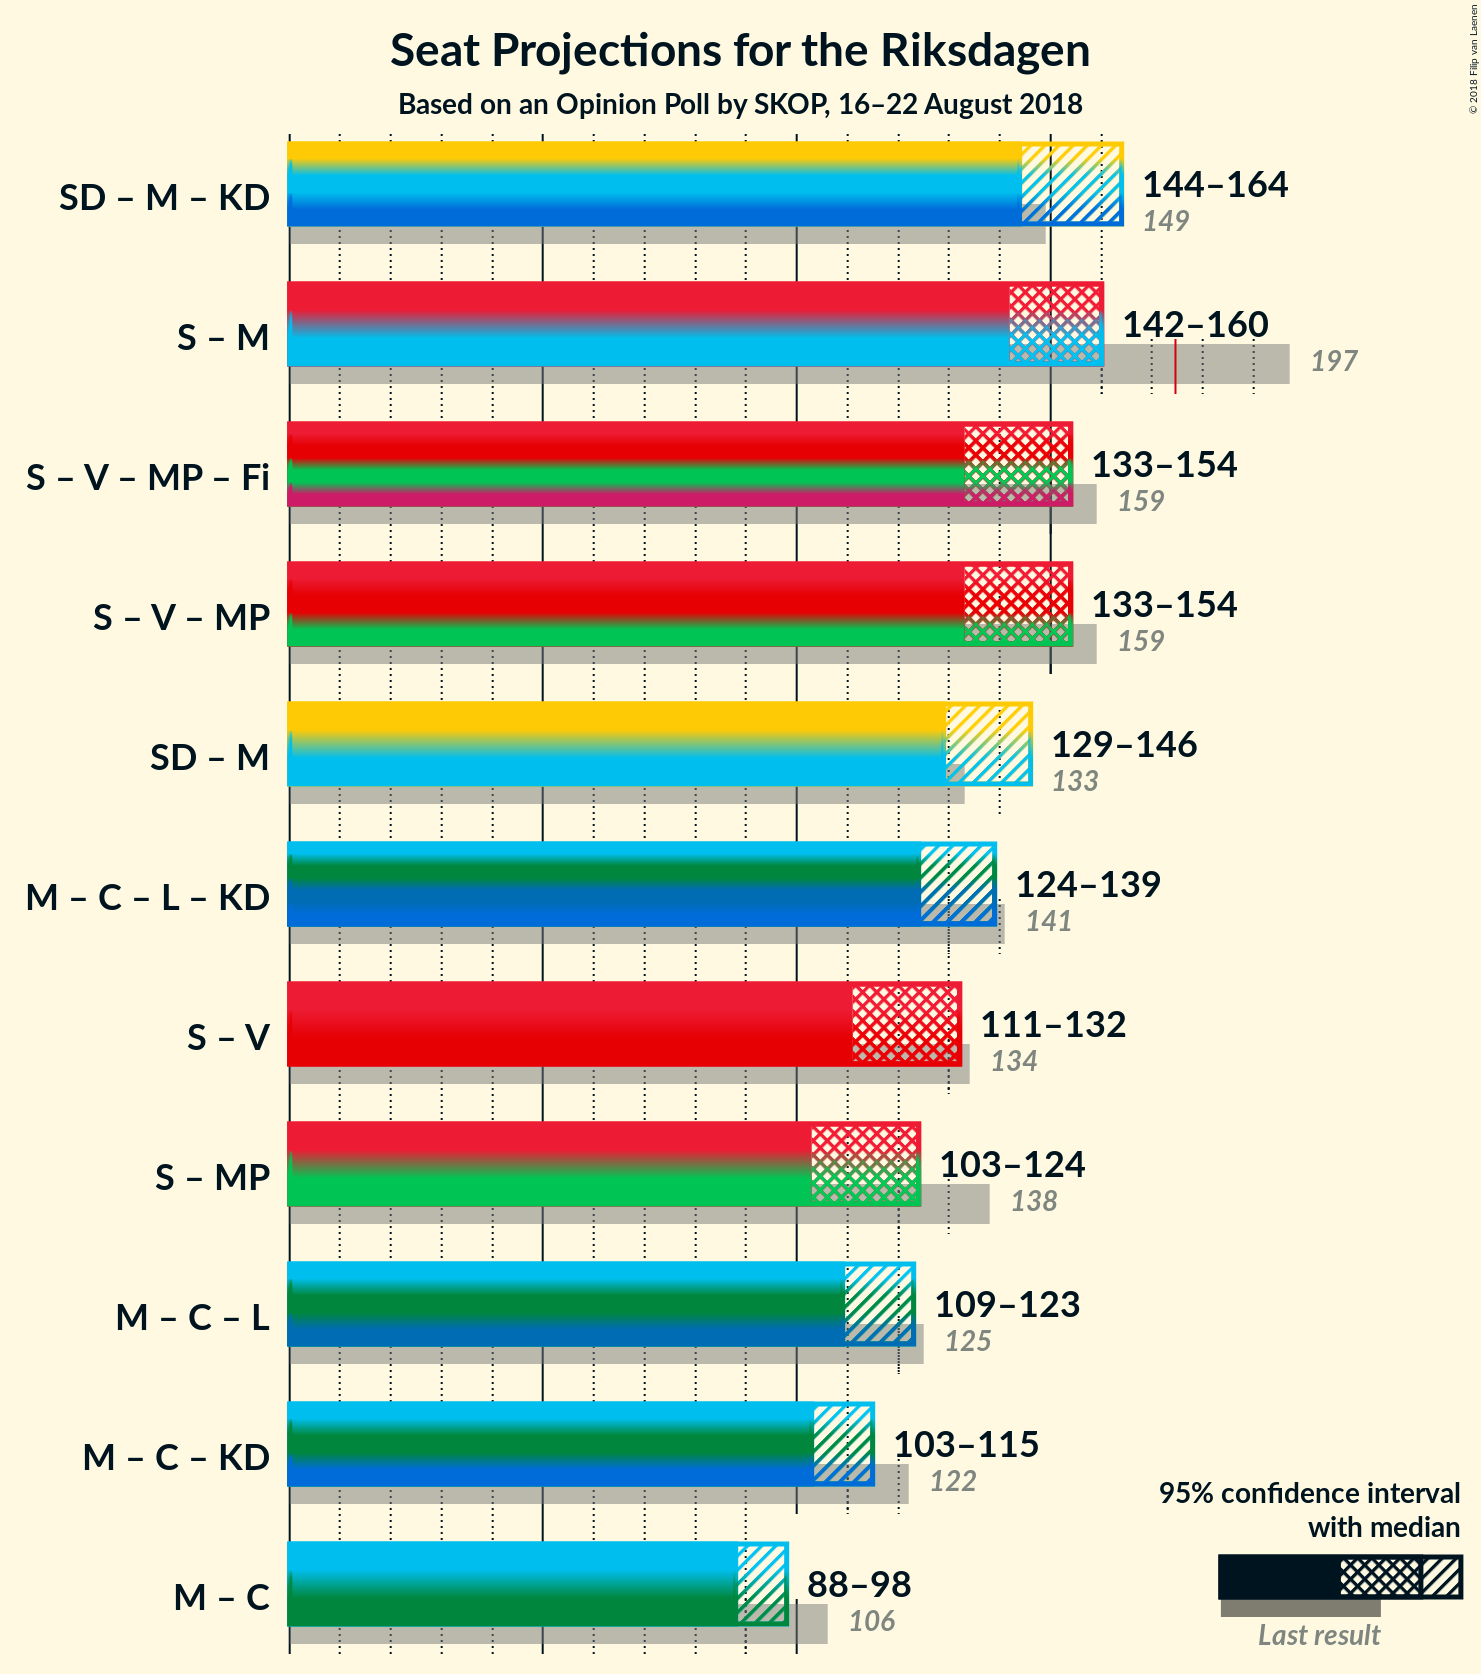 Seat Projections for the Riksdagen
Based on an Opinion Poll by SKOP, 16–22 August 2018
© 2018 Filip van Laenen
SD – M – KD
144–164
149
S – M
142–160
197
S – V – MP – Fi
133–154
159
S – V – MP
133–154
159
SD – M
129–146
133
M – C – L – KD
124–139
141
S – V
111–132
134
S – MP
103–124
138
M – C – L
109–123
125
M – C – KD
103–115
122
M – C
88–98
106
95% confidence interval
with median
Last result